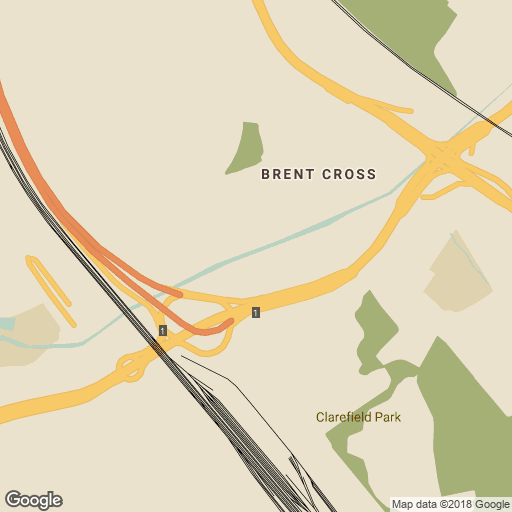 BRENT CROSS
1
1
Clarefield Park
Google
Map data ©2018 Google